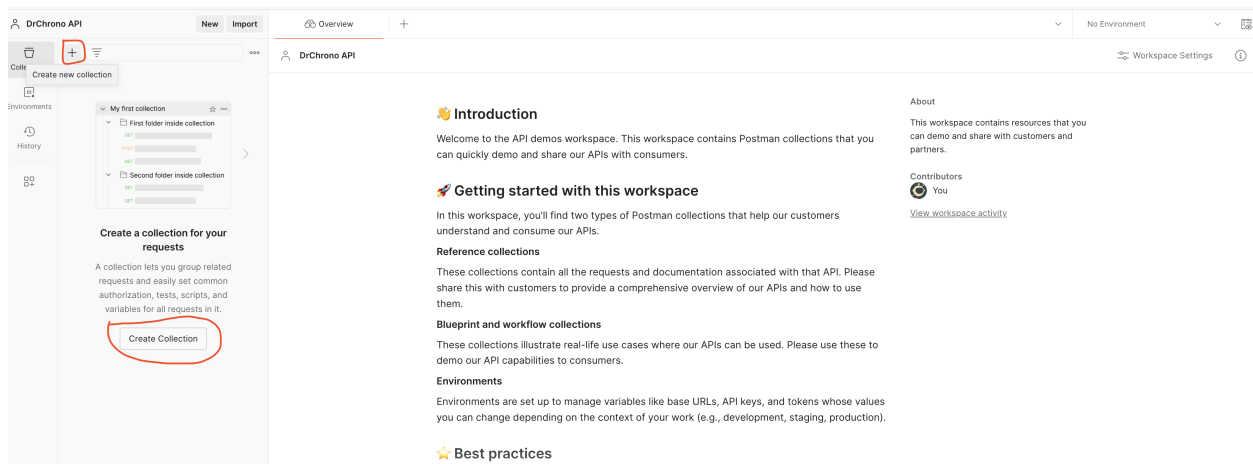 DrChrono API
New
Import
Overview
No Environment
Create new collection
Colle
Environments
History
My first collection
First folder inside collection
GET
POST
GET
Second folder inside collection
GET
GET
Create a collection for your
requests
A collection lets you group related
requests and easily set common
authorization, tests, scripts, and
variables for all requests in it.
Create Collection
DrChrono API
Workspace Settings
👋 Introduction
Welcome to the API demos workspace. This workspace contains Postman collections that you
can quickly demo and share our APIs with consumers.
🚀 Getting started with this workspace
In this workspace, you'll find two types of Postman collections that help our customers
understand and consume our APIs.
Reference collections
These collections contain all the requests and documentation associated with that API. Please
share this with customers to provide a comprehensive overview of our APIs and how to use
them.
Blueprint and workflow collections
These collections illustrate real-life use cases where our APIs can be used. Please use these to
demo our API capabilities to consumers.
Environments
Environments are set up to manage variables like base URLs, API keys, and tokens whose values
you can change depending on the context of your work (e.g., development, staging, production).
⭐ Best practices
About
This workspace contains resources that you
can demo and share with customers and
partners.
Contributors
You
View workspace activity